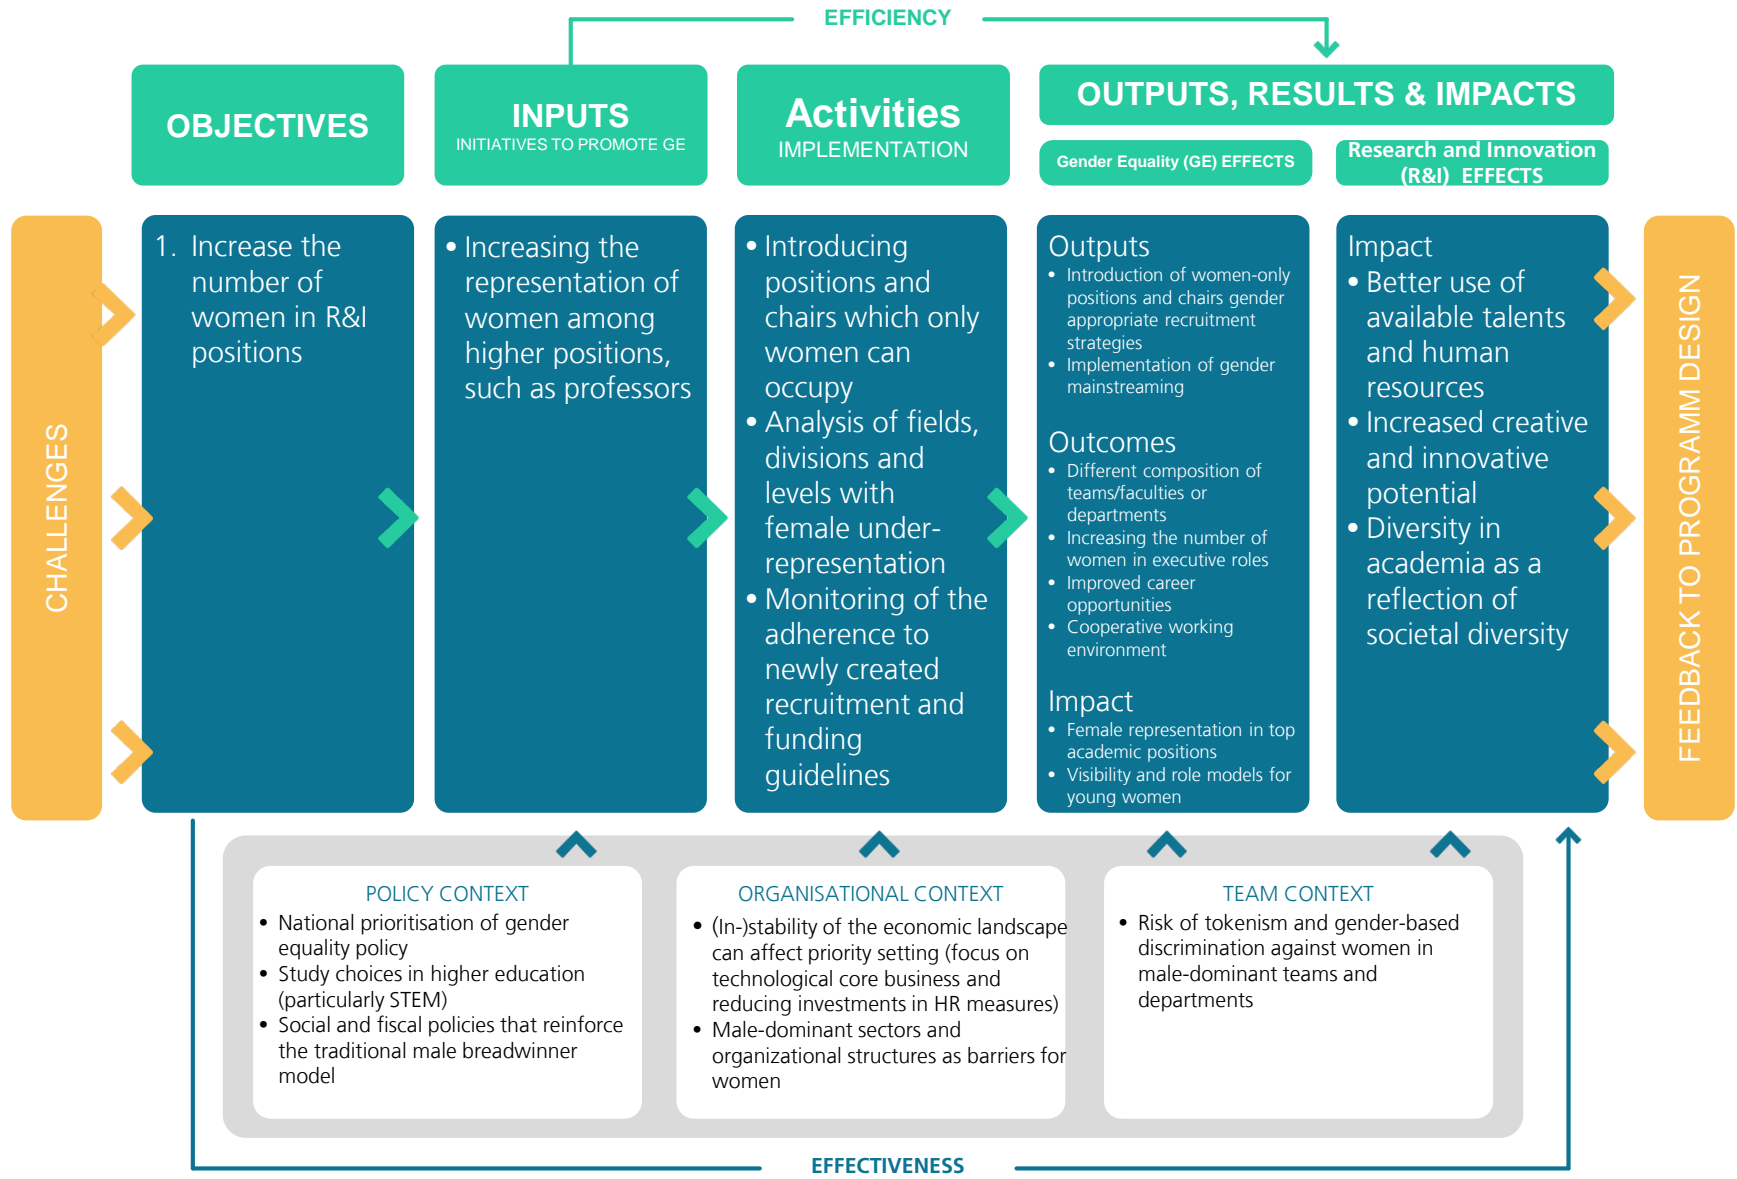 EFFICIENCY
OBJECTIVES
INPUTS
INITIATIVES TO PROMOTE GE
Activities
IMPLEMENTATION
OUTPUTS, RESULTS & IMPACTS
Gender Equality (GE) EFFECTS
Research and Innovation
(R&I) EFFECTS
CHALLENGES
1. Increase the
number of
women in R&I
positions
• Increasing the
representation of
women among
higher positions,
such as professors
• Introducing
positions and
chairs which only
women can
occupy
• Analysis of fields,
divisions and
levels with
female under-
representation
• Monitoring of the
adherence to
newly created
recruitment and
funding
guidelines
Outputs
• Introduction of women-only
positions and chairs gender
appropriate recruitment
strategies
• Implementation of gender
mainstreaming
Outcomes
• Different composition of
teams/faculties or
departments
• Increasing the number of
women in executive roles
• Improved career
opportunities
• Cooperative working
environment
Impact
• Female representation in top
academic positions
• Visibility and role models for
young women
Impact
• Better use of
available talents
and human
resources
• Increased creative
and innovative
potential
• Diversity in
academia as a
reflection of
societal diversity
FEEDBACK TO PROGRAMM DESIGN
POLICY CONTEXT
• National prioritisation of gender
equality policy
• Study choices in higher education
(particularly STEM)
• Social and fiscal policies that reinforce
the traditional male breadwinner
model
ORGANISATIONAL CONTEXT
• (In-)stability of the economic landscape
can affect priority setting (focus on
technological core business and
reducing investments in HR measures)
• Male-dominant sectors and
organizational structures as barriers for
women
TEAM CONTEXT
• Risk of tokenism and gender-based
discrimination against women in
male-dominant teams and
departments
EFFECTIVENESS